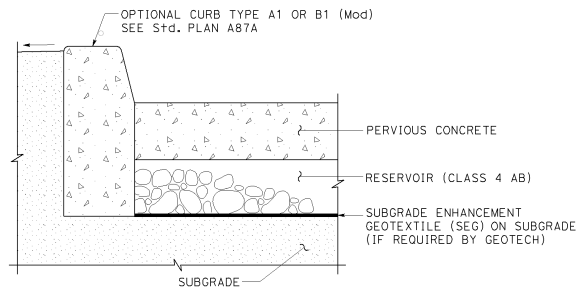 OPTIONAL CURB TYPE A1 OR B1 (Mod)
SEE Std. PLAN A87A
PERVIOUS CONCRETE
RESERVOIR (CLASS 4 AB)
SUBGRADE ENHANCEMENT
GEOTEXTILE (SEG) ON SUBGRADE
(IF REQUIRED BY GEOTECH)
SUBGRADE